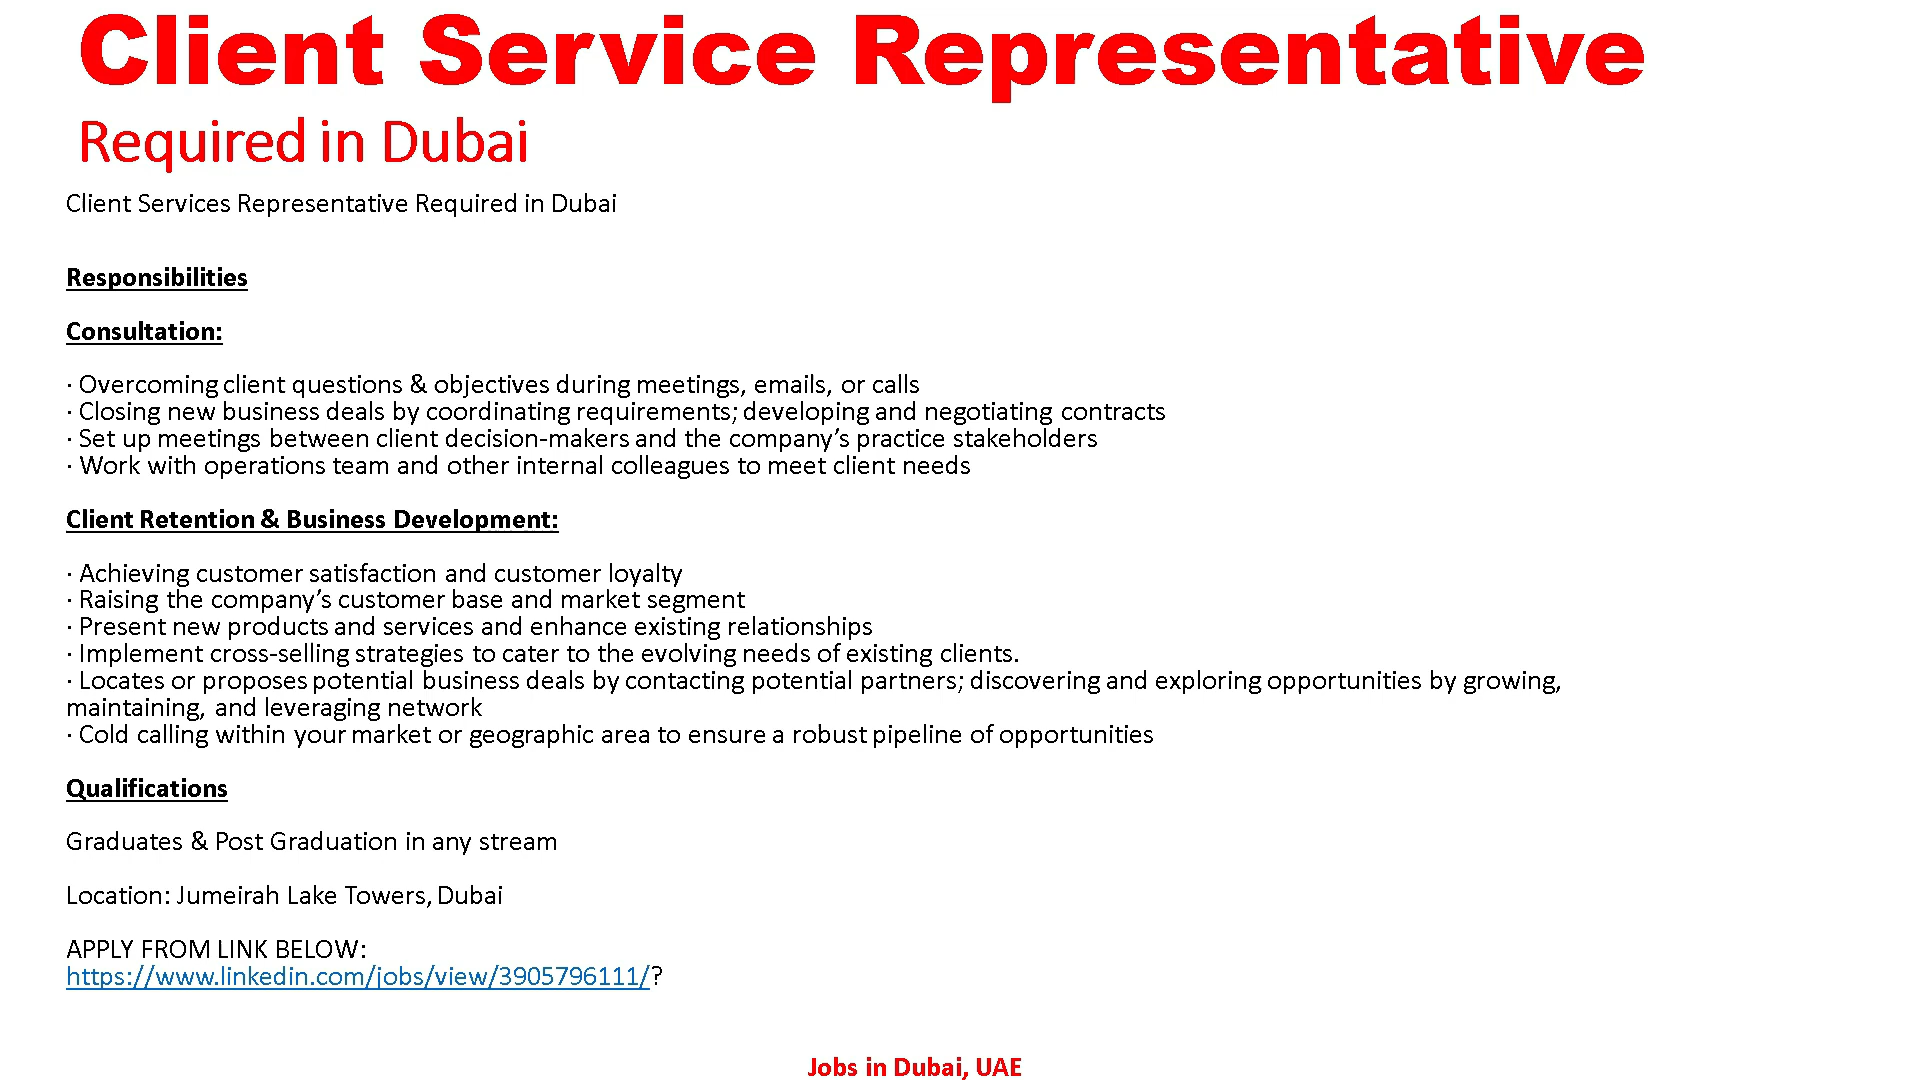 Client Service Representative
Required in Dubai
Client Services Representative Required in Dubai
Responsibilities
Consultation:
· Overcoming client questions & objectives during meetings, emails, or calls
· Closing new business deals by coordinating requirements; developing and negotiating contracts
· Set up meetings between client decision-makers and the company’s practice stakeholders
· Work with operations team and other internal colleagues to meet client needs
Client Retention & Business Development:
· Achieving customer satisfaction and customer loyalty
· Raising the company’s customer base and market segment
· Present new products and services and enhance existing relationships
· Implement cross-selling strategies to cater to the evolving needs of existing clients.
· Locates or proposes potential business deals by contacting potential partners; discovering and exploring opportunities by growing,
maintaining, and leveraging network
· Cold calling within your market or geographic area to ensure a robust pipeline of opportunities
Qualifications
Graduates & Post Graduation in any stream
Location: Jumeirah Lake Towers, Dubai
APPLY FROM LINK BELOW:
https://www.linkedin.com/jobs/view/3905796111/?
Jobs in Dubai, UAE